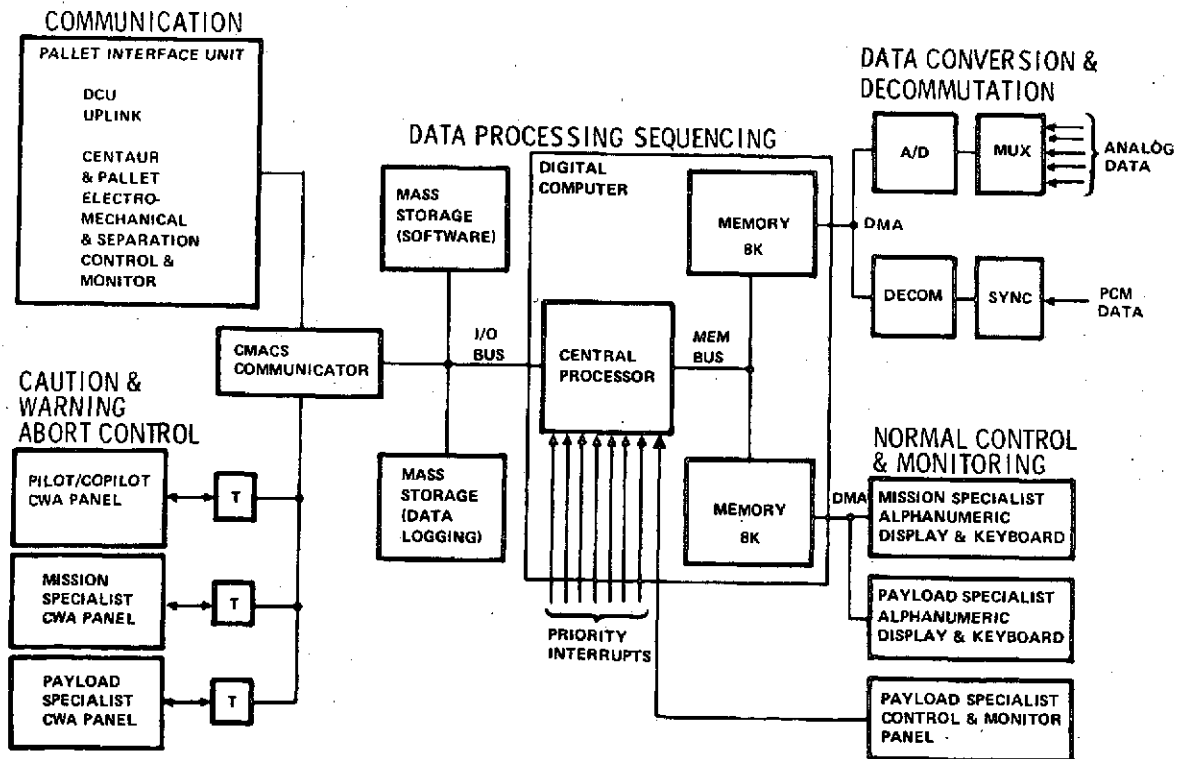 COMMUNICATION
PALLET INTERFACE UNIT
DCU
UPLINK
CENTAUR
& PALLET
ELECTRO-
MECHANICAL
& SEPARATION
CONTROL &
MONITOR
CAUTION &
WARNING
ABORT CONTROL
PILOT/COPILOT
CWA PANEL
T
MISSION
SPECIALIST
CWA PANEL
T
PAYLOAD
SPECIALIST
CWA PANEL
T
CMACS
COMMUNICATOR
DATA PROCESSING SEQUENCING
MASS
STORAGE
(SOFTWARE)
MASS
STORAGE
(DATA
LOGGING)
I/O
BUS
DIGITAL
COMPUTER
CENTRAL
PROCESSOR
MEM
BUS
MEMORY
8K
MEMORY
8K
PRIORITY
INTERRUPTS
DATA CONVERSION &
DECOMMUTATION
DMA
A/D
MUX
ANALOG
DATA
DECOM
SYNC
PCM
DATA
NORMAL CONTROL
& MONITORING
DMA
MISSION SPECIALIST
ALPHANUMERIC
DISPLAY & KEYBOARD
PAYLOAD SPECIALIST
ALPHANUMERIC
DISPLAY & KEYBOARD
PAYLOAD SPECIALIST
CONTROL & MONITOR
PANEL